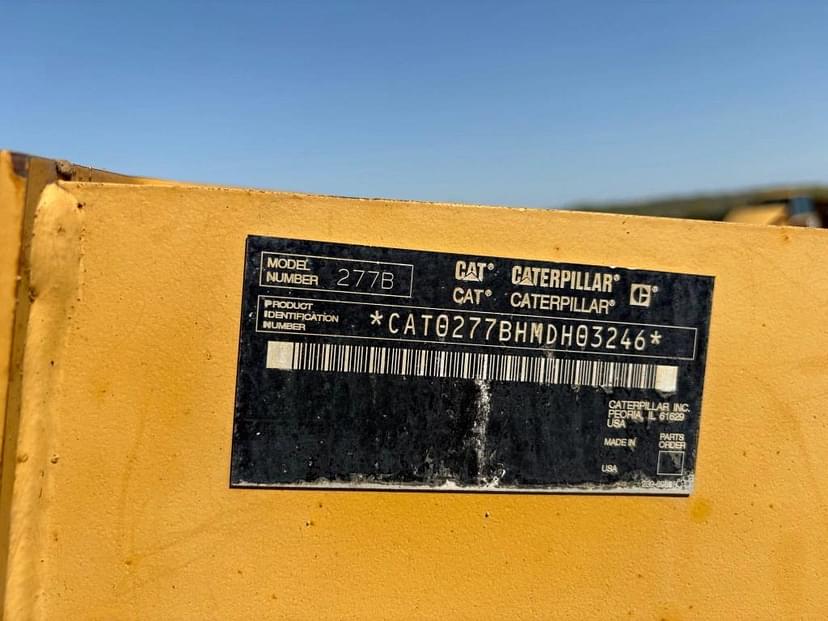 MODEL
NUMBER 277B
CAT® CATERPILLAR®
CAT® CATERPILLAR® C
PRODUCT
IDENTIFICATION
NUMBER
*CAT0277BHMDH03246*
CATERPILLAR INC.
PEORIA, IL 61629
USA
MADE IN
USA
PARTS
ORDER